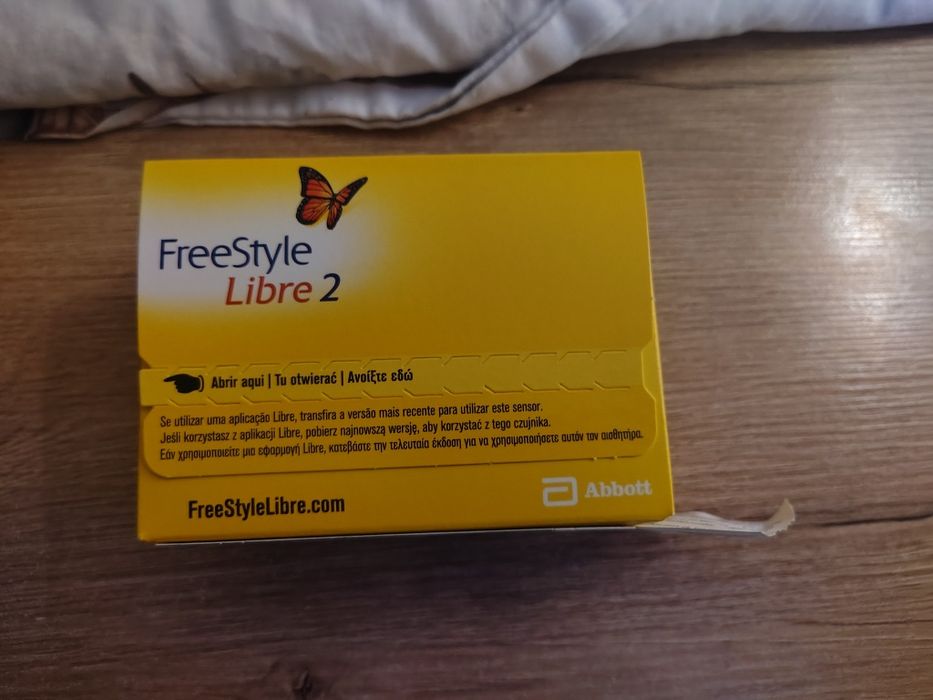 FreeStyle
Libre 2
Abrir aqui | Tu otwierać | Ανοίξτε εδώ
Se utilizar uma aplicação Libre, transfira a versão mais recente para utilizar este sensor.
Jeśli korzystasz z aplikacji Libre, pobierz najnowszą wersję, aby korzystać z tego czujnika.
Εάν χρησιμοποιείτε μια εφαρμογή Libre, κατεβάστε την τελευταία έκδοση για να χρησιμοποιήσετε αυτόν τον αισθητήρα.
FreeStyleLibre.com
Abbott